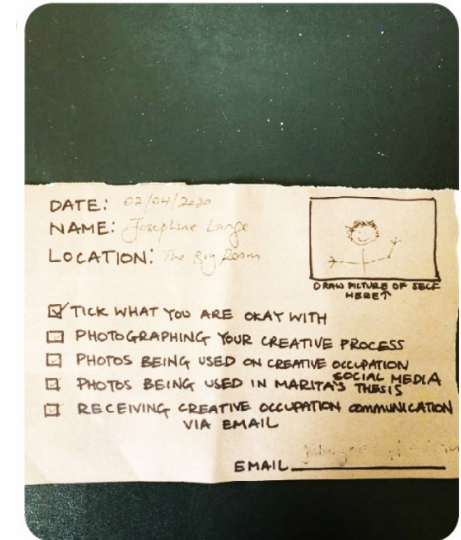 DATE: 02/04/2020
NAME: Josephine Lange
LOCATION: The Big Room
DRAW PICTURE OF SELF
HERE↑
TICK WHAT YOU ARE OKAY WITH
PHOTOGRAPHING YOUR CREATIVE PROCESS
PHOTOS BEING USED ON CREATIVE OCCUPATION
SOCIAL MEDIA
PHOTOS BEING USED IN MARITA'S THESIS
RECEIVING CREATIVE OCCUPATION COMMUNICATION
VIA EMAIL
EMAIL